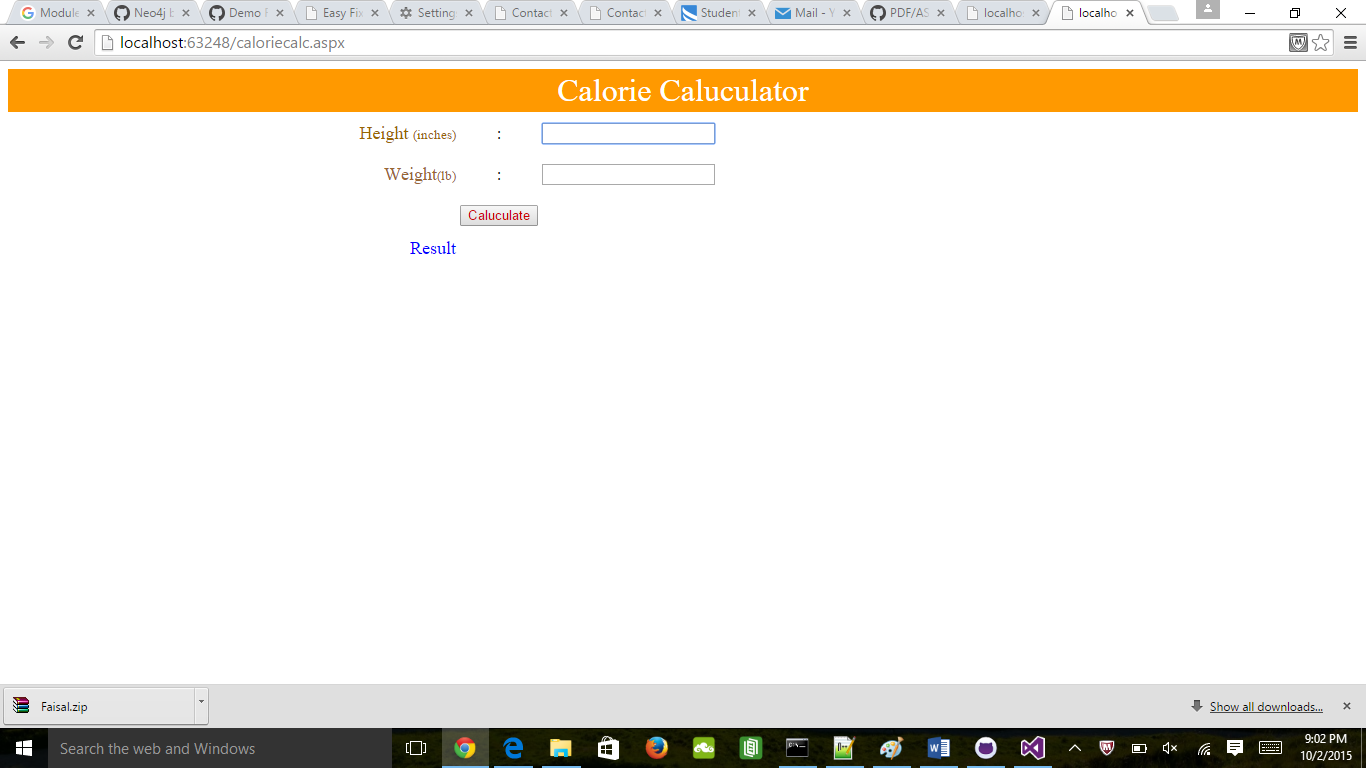 Module Neo4j b Demo F Easy Fix Setting Contact Contac Student Mail - Y PDF/AS localho localho
localhost:63248/caloriecalc.aspx
Calorie Caluculator
Height (inches) :
Weight(lb) :
Caluculate
Result
Faisal.zip
Show all downloads...
Search the web and Windows
9:02 PM
10/2/2015